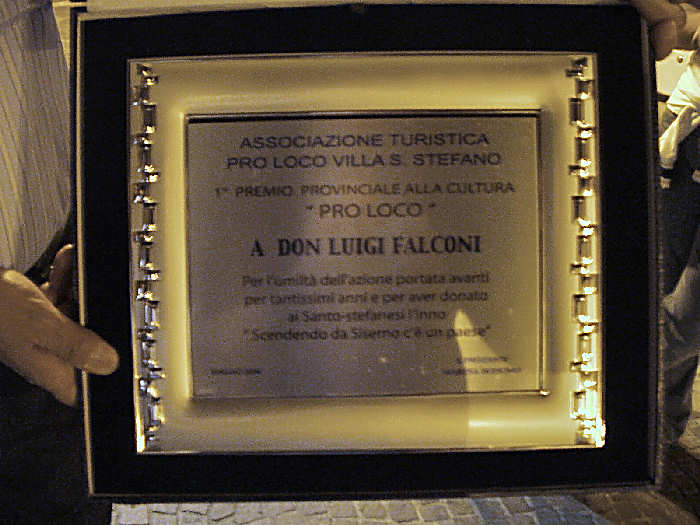 ASSOCIAZIONE TURISTICA
PRO LOCO VILLA S. STEFANO
1° PREMIO PROVINCIALE ALLA CULTURA
" PRO LOCO "
A DON LUIGI FALCONI
Per l'umiltà dell'azione portata avanti
per tantissimi anni e per aver donato
ai Santo-stefanesi l'inno
"Scendendo da Siserno c'è un paese"